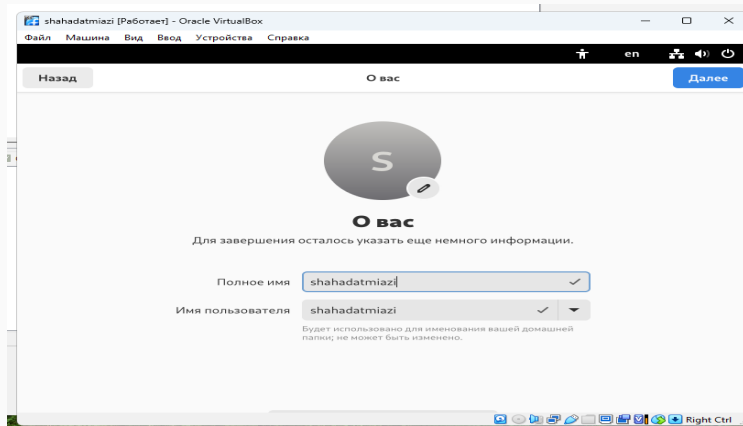 shahadatmiazi [Работает] - Oracle VirtualBox
Файл Машина Вид Ввод Устройства Справка
en
Назад О вас Далее
S
О вас
Для завершения осталось указать еще немного информации.
Полное имя shahadatmiazi
Имя пользователя shahadatmiazi
Будет использовано для именования вашей домашней
папки; не может быть изменено.
Right Ctrl